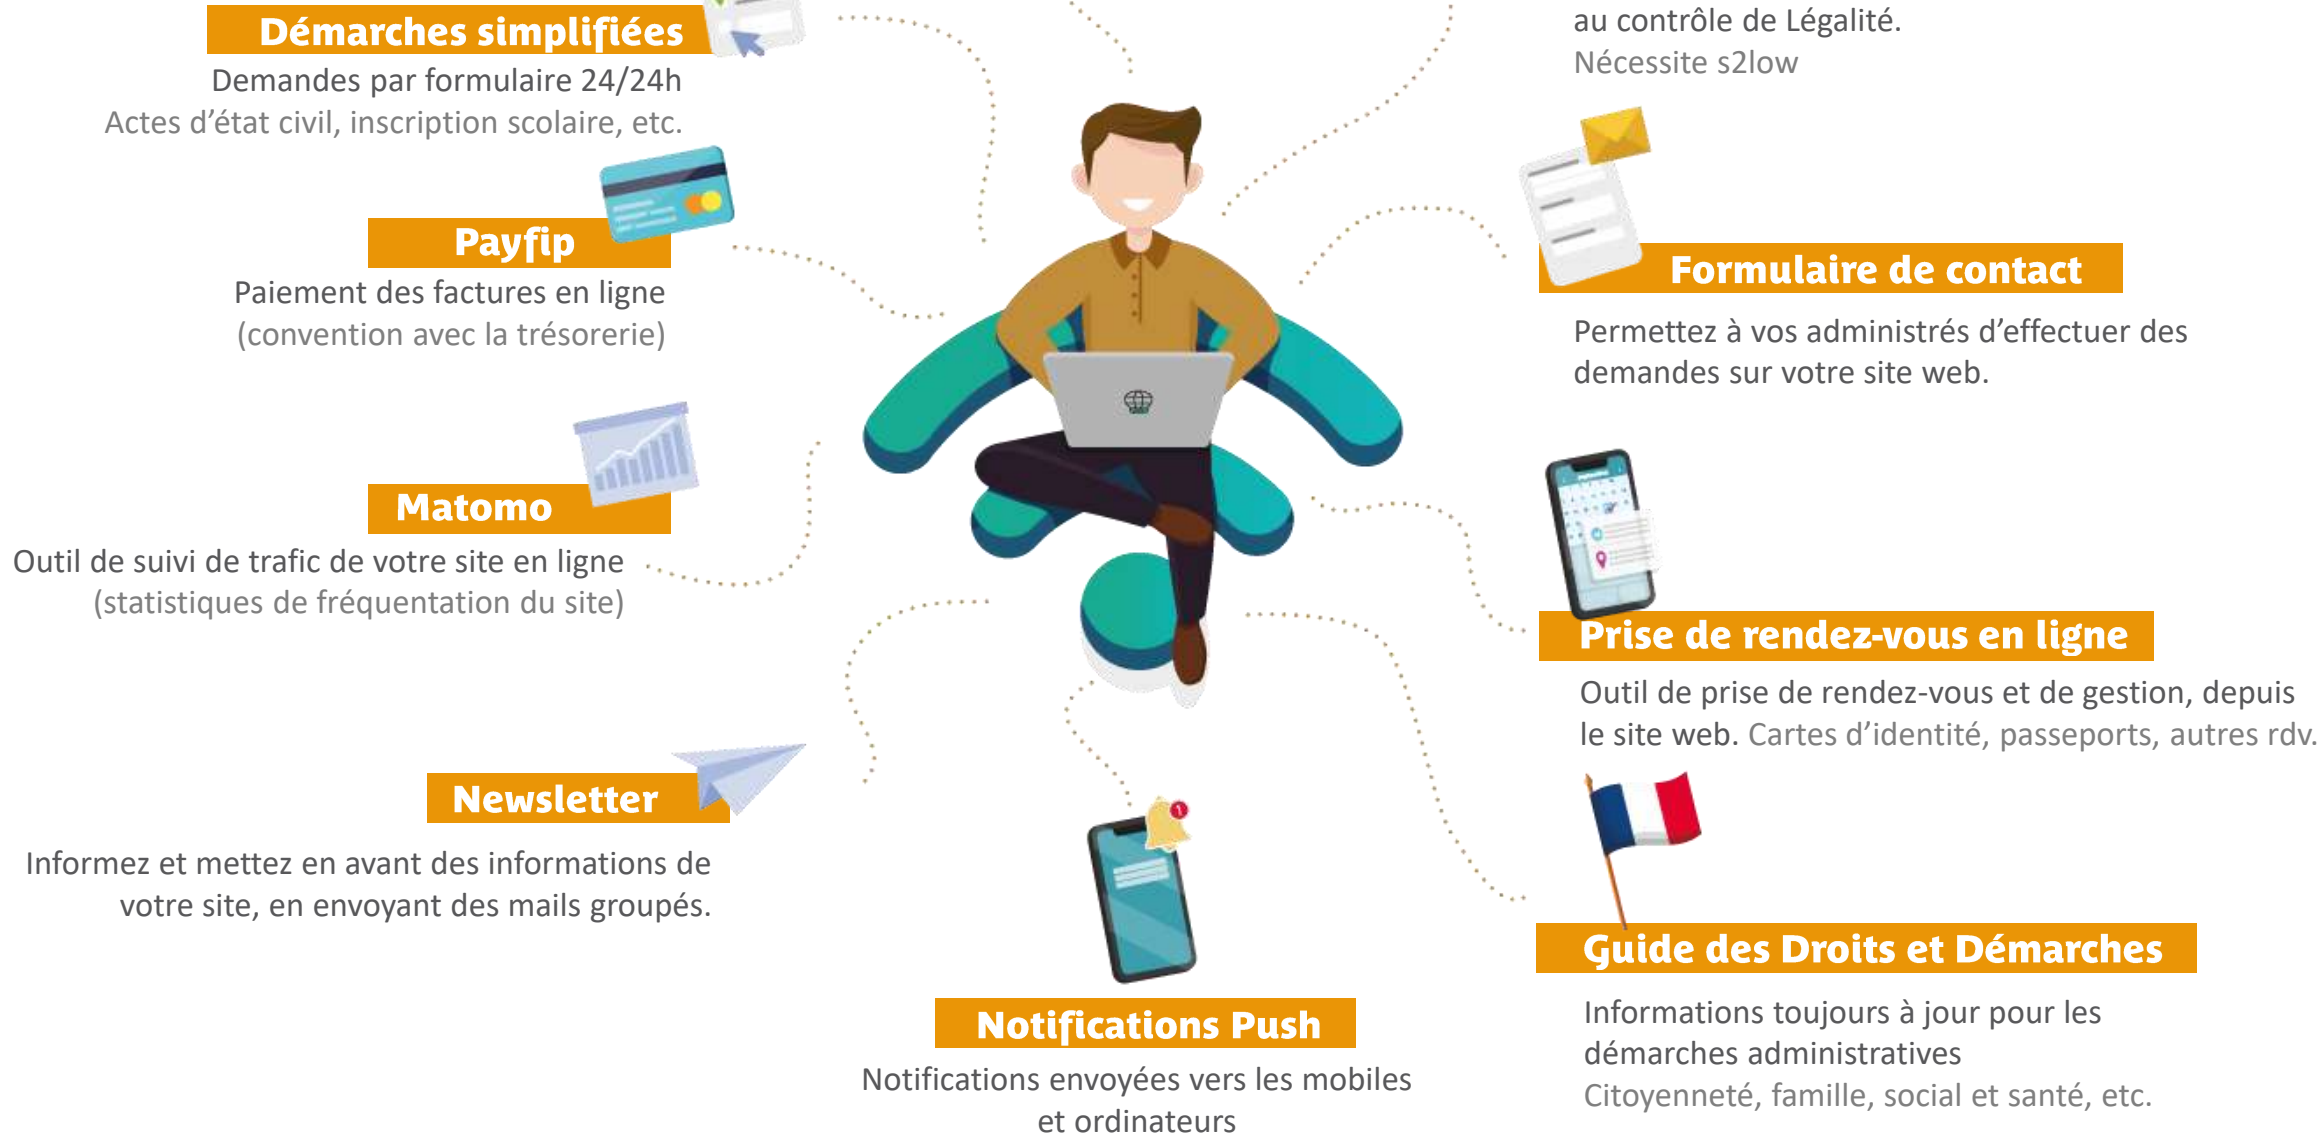 Démarches simplifiées
Demandes par formulaire 24/24h
Actes d’état civil, inscription scolaire, etc.
Payfip
Paiement des factures en ligne
(convention avec la trésorerie)
Matomo
Outil de suivi de trafic de votre site en ligne
(statistiques de fréquentation du site)
Newsletter
Informez et mettez en avant des informations de
votre site, en envoyant des mails groupés.
1
Notifications Push
Notifications envoyées vers les mobiles
et ordinateurs
au contrôle de Légalité.
Nécessite s2low
Formulaire de contact
Permettez à vos administrés d’effectuer des
demandes sur votre site web.
Prise de rendez-vous en ligne
Outil de prise de rendez-vous et de gestion, depuis
le site web. Cartes d’identité, passeports, autres rdv.
Guide des Droits et Démarches
Informations toujours à jour pour les
démarches administratives
Citoyenneté, famille, social et santé, etc.